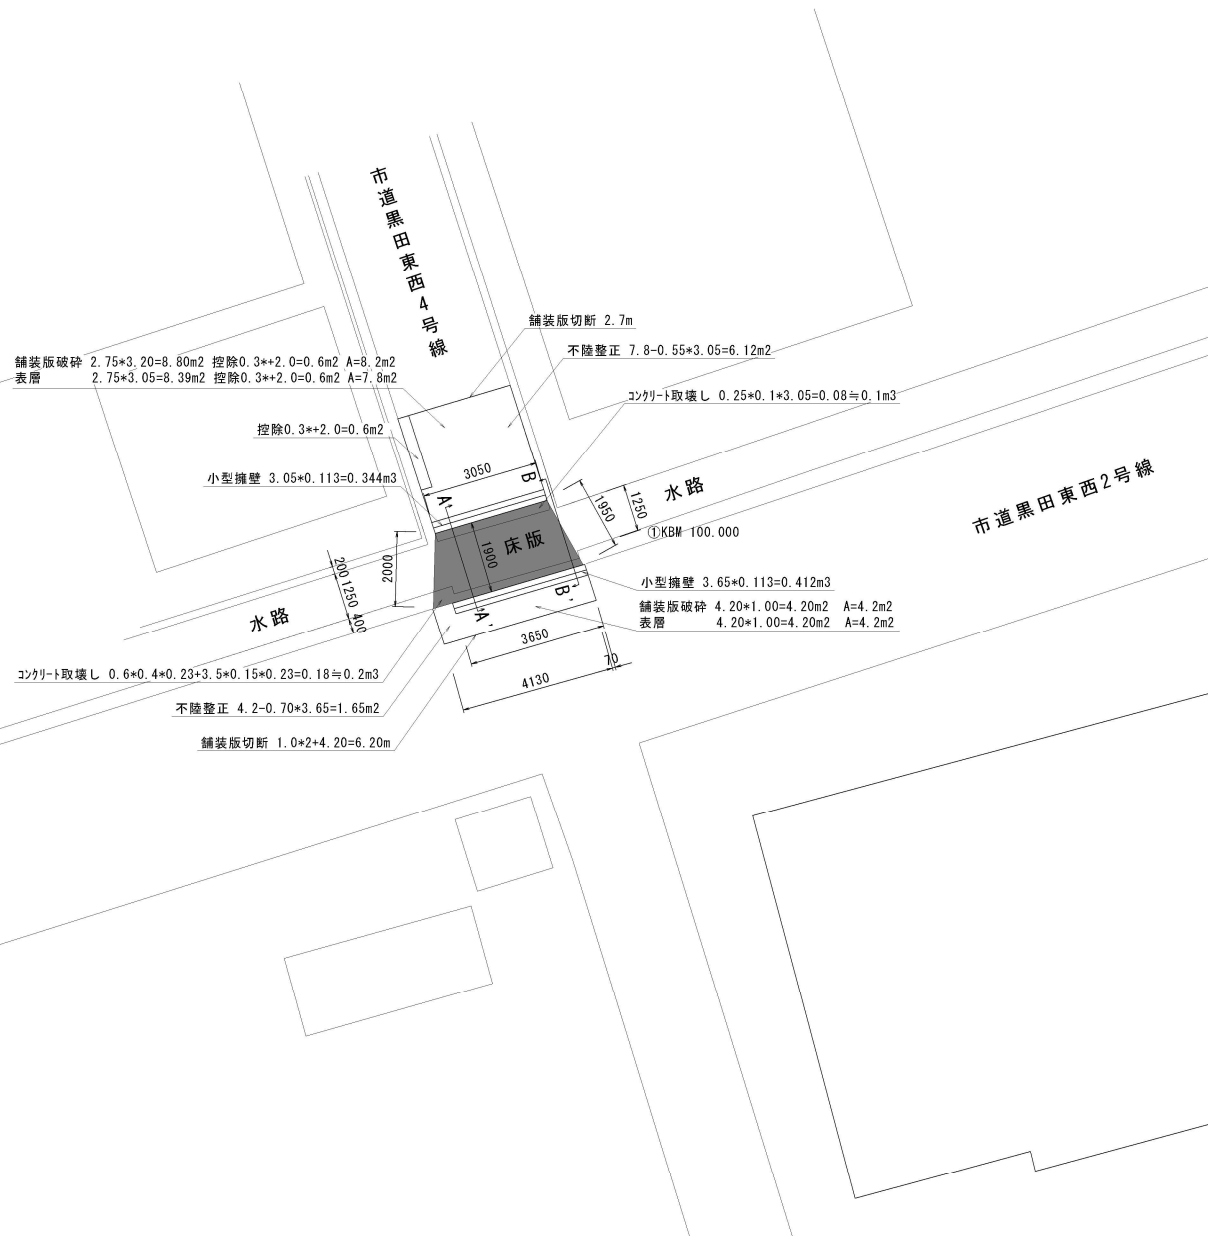 市道黒田東西4号線
舗装版切断 2.7m
不陸整正 7.8-0.55*3.05=6.12m2
舗装版破砕 2.75*3.20=8.80m2 控除0.3*+2.0=0.6m2 A=8.2m2
表層 2.75*3.05=8.39m2 控除0.3*+2.0=0.6m2 A=7.8m2
コンクリート取壊し 0.25*0.1*3.05=0.08≒0.1m3
控除0.3*+2.0=0.6m2
小型擁壁 3.05*0.113=0.344m3
3050
A
B
1950
1250
水路
市道黒田東西2号線
①KBM 100.000
床版
1900
2000
200
1250
400
水路
小型擁壁 3.65*0.113=0.412m3
舗装版破砕 4.20*1.00=4.20m2 A=4.2m2
表層 4.20*1.00=4.20m2 A=4.2m2
A'
B'
3650
70
4130
コンクリート取壊し 0.6*0.4*0.23+3.5*0.15*0.23=0.18≒0.2m3
不陸整正 4.2-0.70*3.65=1.65m2
舗装版切断 1.0*2+4.20=6.20m